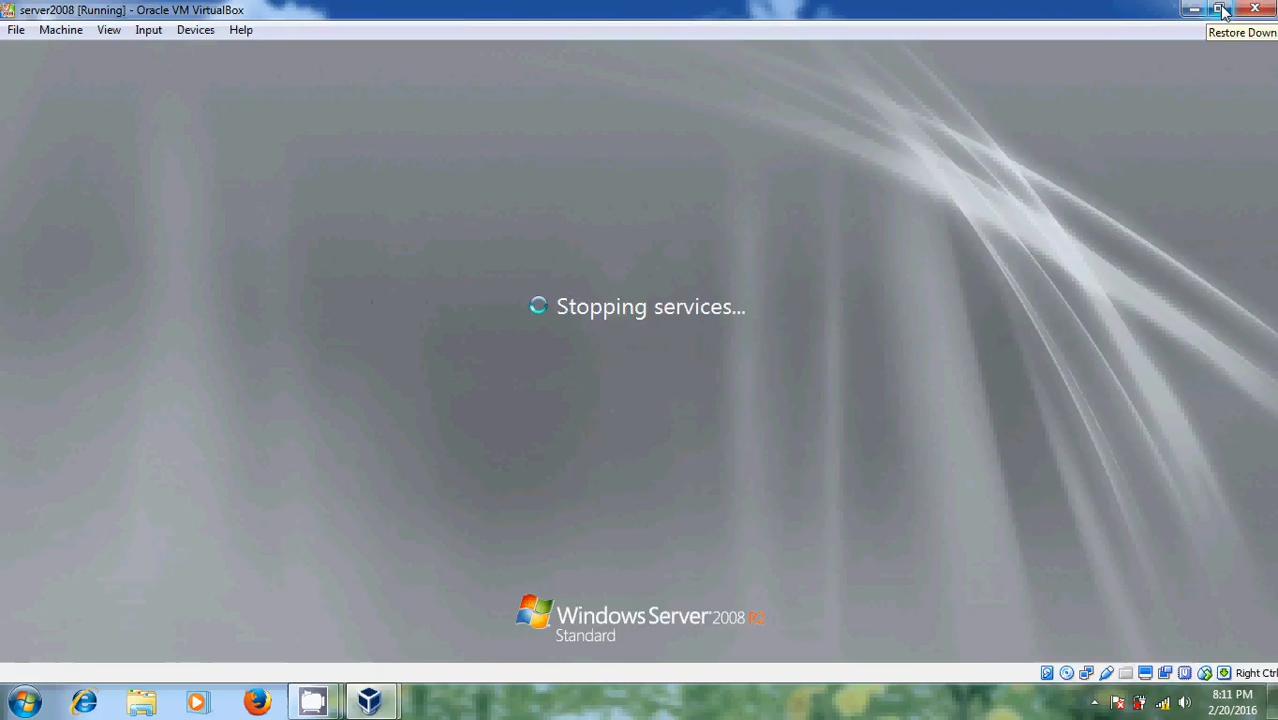 server2008 [Running] - Oracle VM VirtualBox
File Machine View Input Devices Help
Restore Down
Stopping services...
Windows Server 2008 R2
Standard
Right Ctrl
8:11 PM
2/20/2016